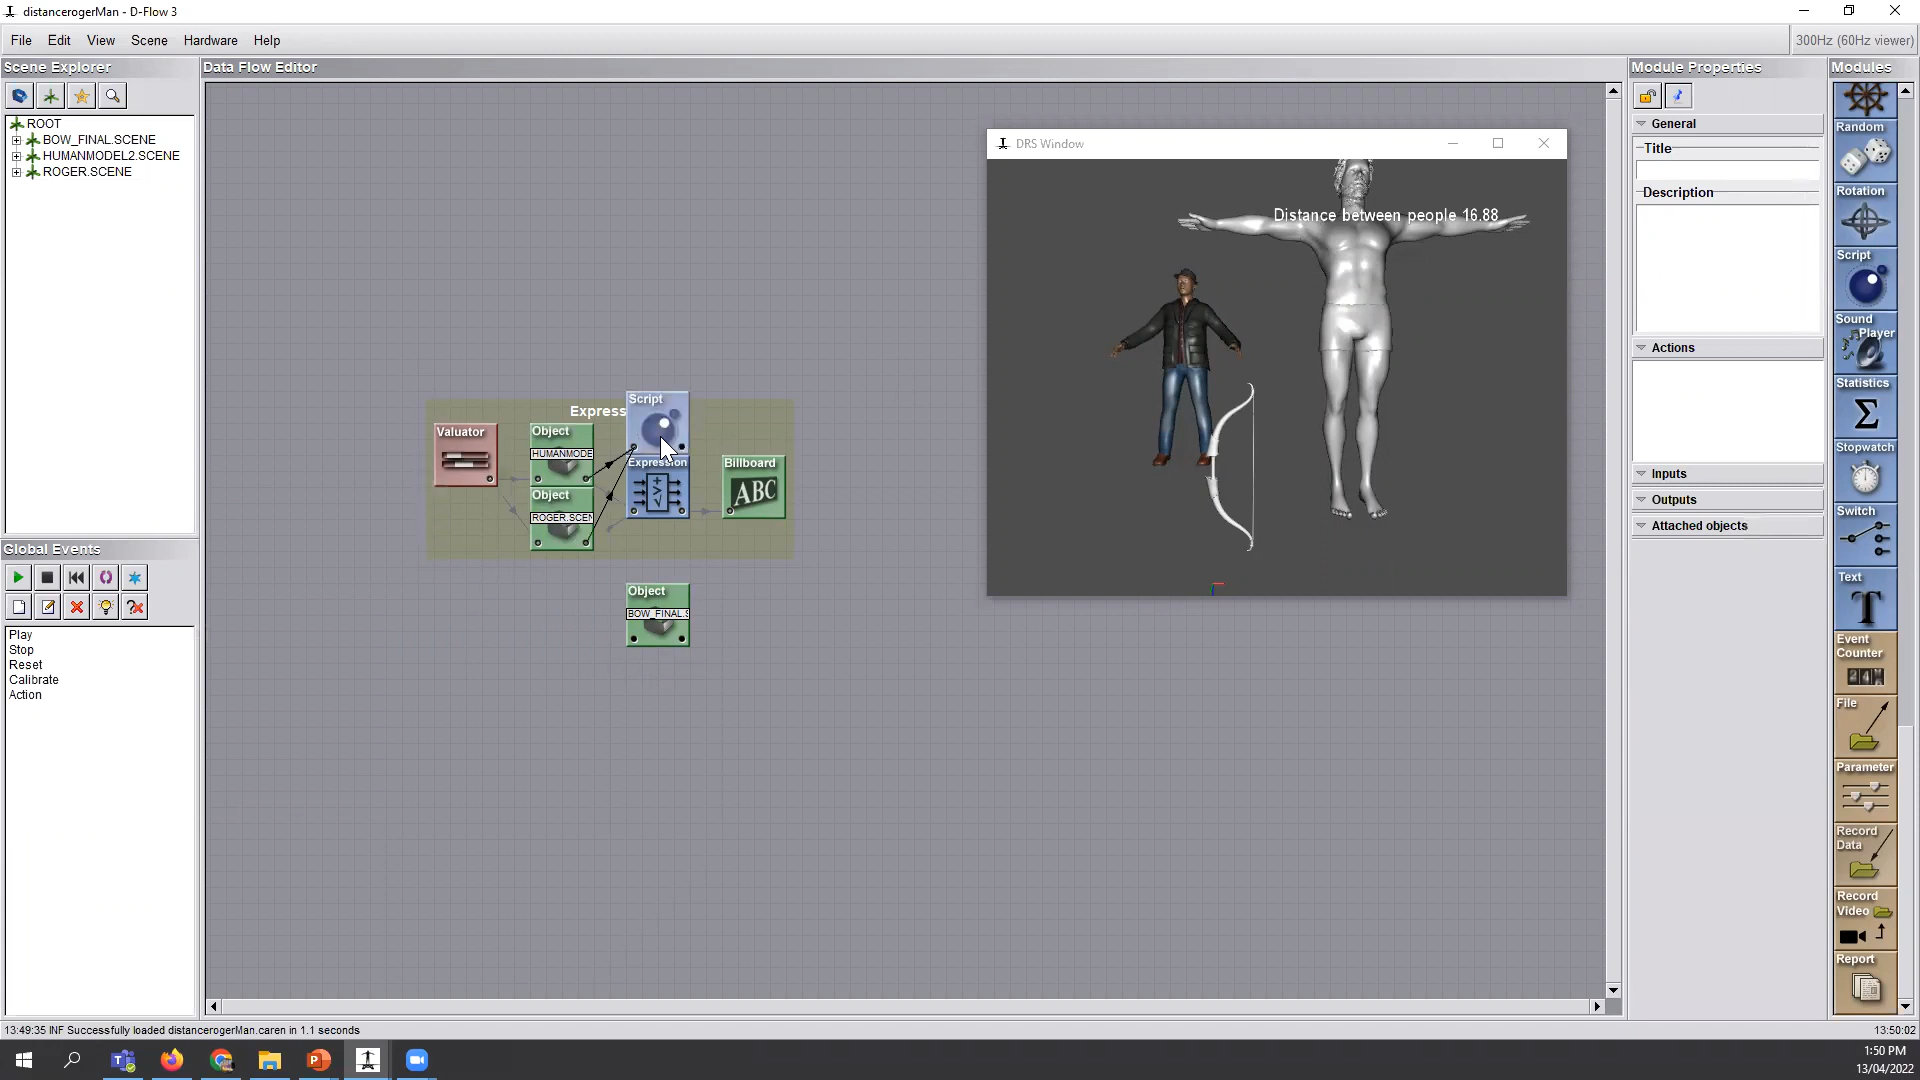 distancerogerMan - D-Flow 3
File Edit View Scene Hardware Help
300Hz (60Hz viewer)
Scene Explorer
ROOT
BOW_FINAL.SCENE
HUMANMODEL2.SCENE
ROGER.SCENE
Global Events
Play
Stop
Reset
Calibrate
Action
Data Flow Editor
Express
Valuator
Object
HUMANMODE
Object
ROGER.SCEN
Script
Expression
Billboard
ABC
Object
BOW_FINAL.S
DRS Window
Distance between people 16.88
Module Properties
General
Title
Description
Actions
Inputs
Outputs
Attached objects
Modules
Random
Rotation
Script
Sound
Player
Statistics
Σ
Stopwatch
Switch
Text
T
Event
Counter
File
Parameter
Record
Data
Record
Video
Report
13:49:35 INF Successfully loaded distancerogerMan.caren in 1.1 seconds
13:50:02
1:50 PM
13/04/2022